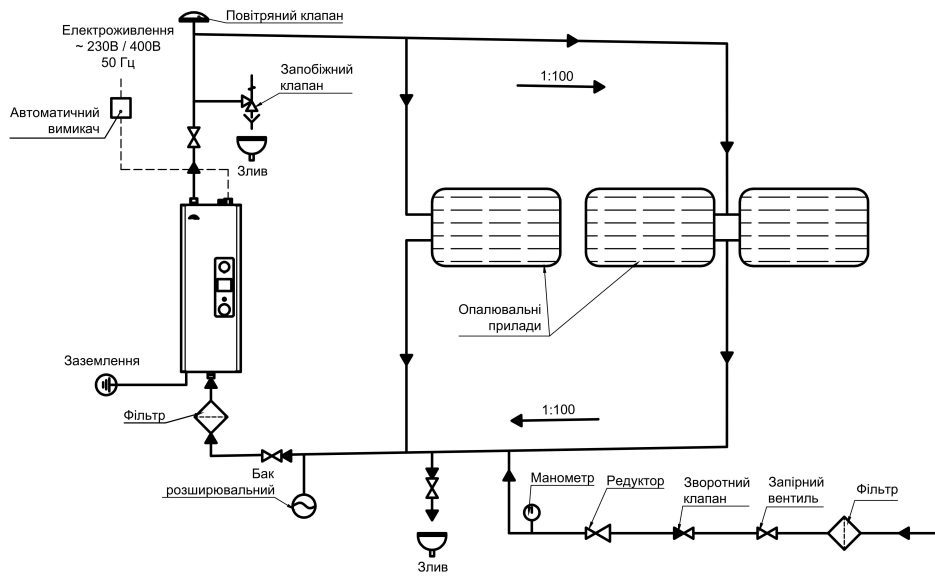 Повітряний клапан
Електроживлення
~ 230В / 400В
50 Гц
Запобіжний
клапан
1:100
Автоматичний
вимикач
Злив
Опалювальні
прилади
Заземлення
Фільтр
1:100
Бак
розширювальний
Манометр
Редуктор
Зворотний
клапан
Запірний
вентиль
Фільтр
Злив